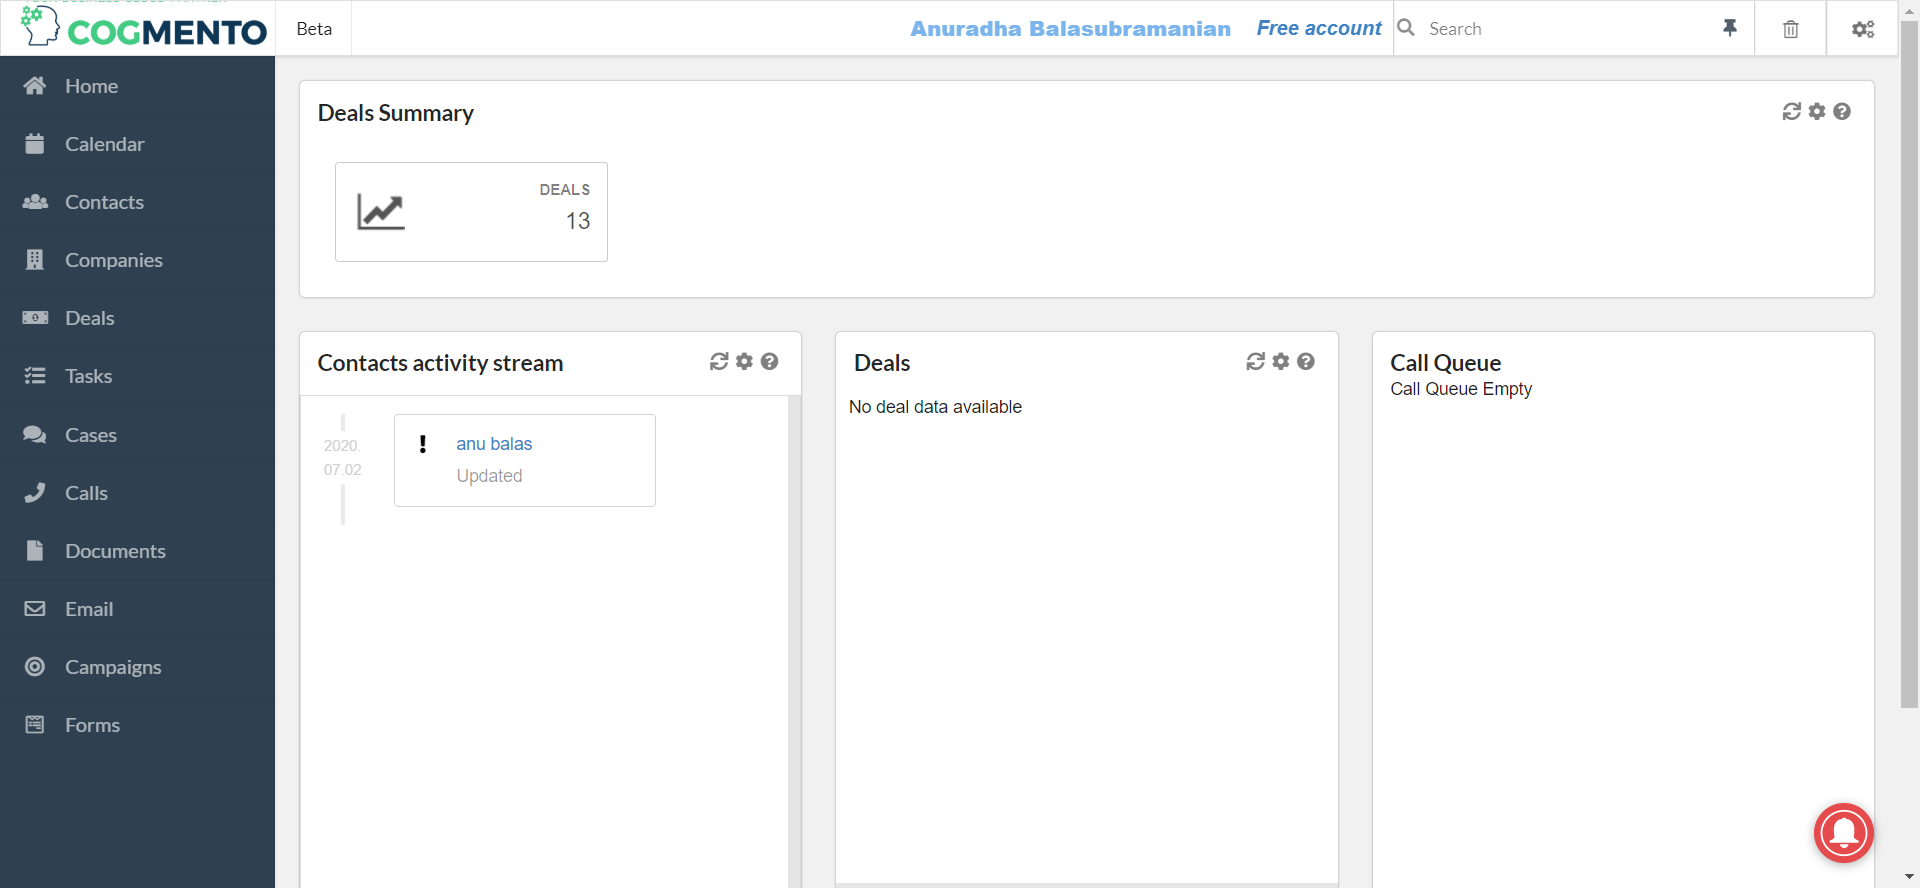 COGMENTO
Beta
Anuradha Balasubramanian
Free account
Search
Home
Calendar
Contacts
Companies
Deals
Tasks
Cases
Calls
Documents
Email
Campaigns
Forms
Deals Summary
DEALS
13
Contacts activity stream
2020.
07.02
anu balas
Updated
Deals
No deal data available
Call Queue
Call Queue Empty